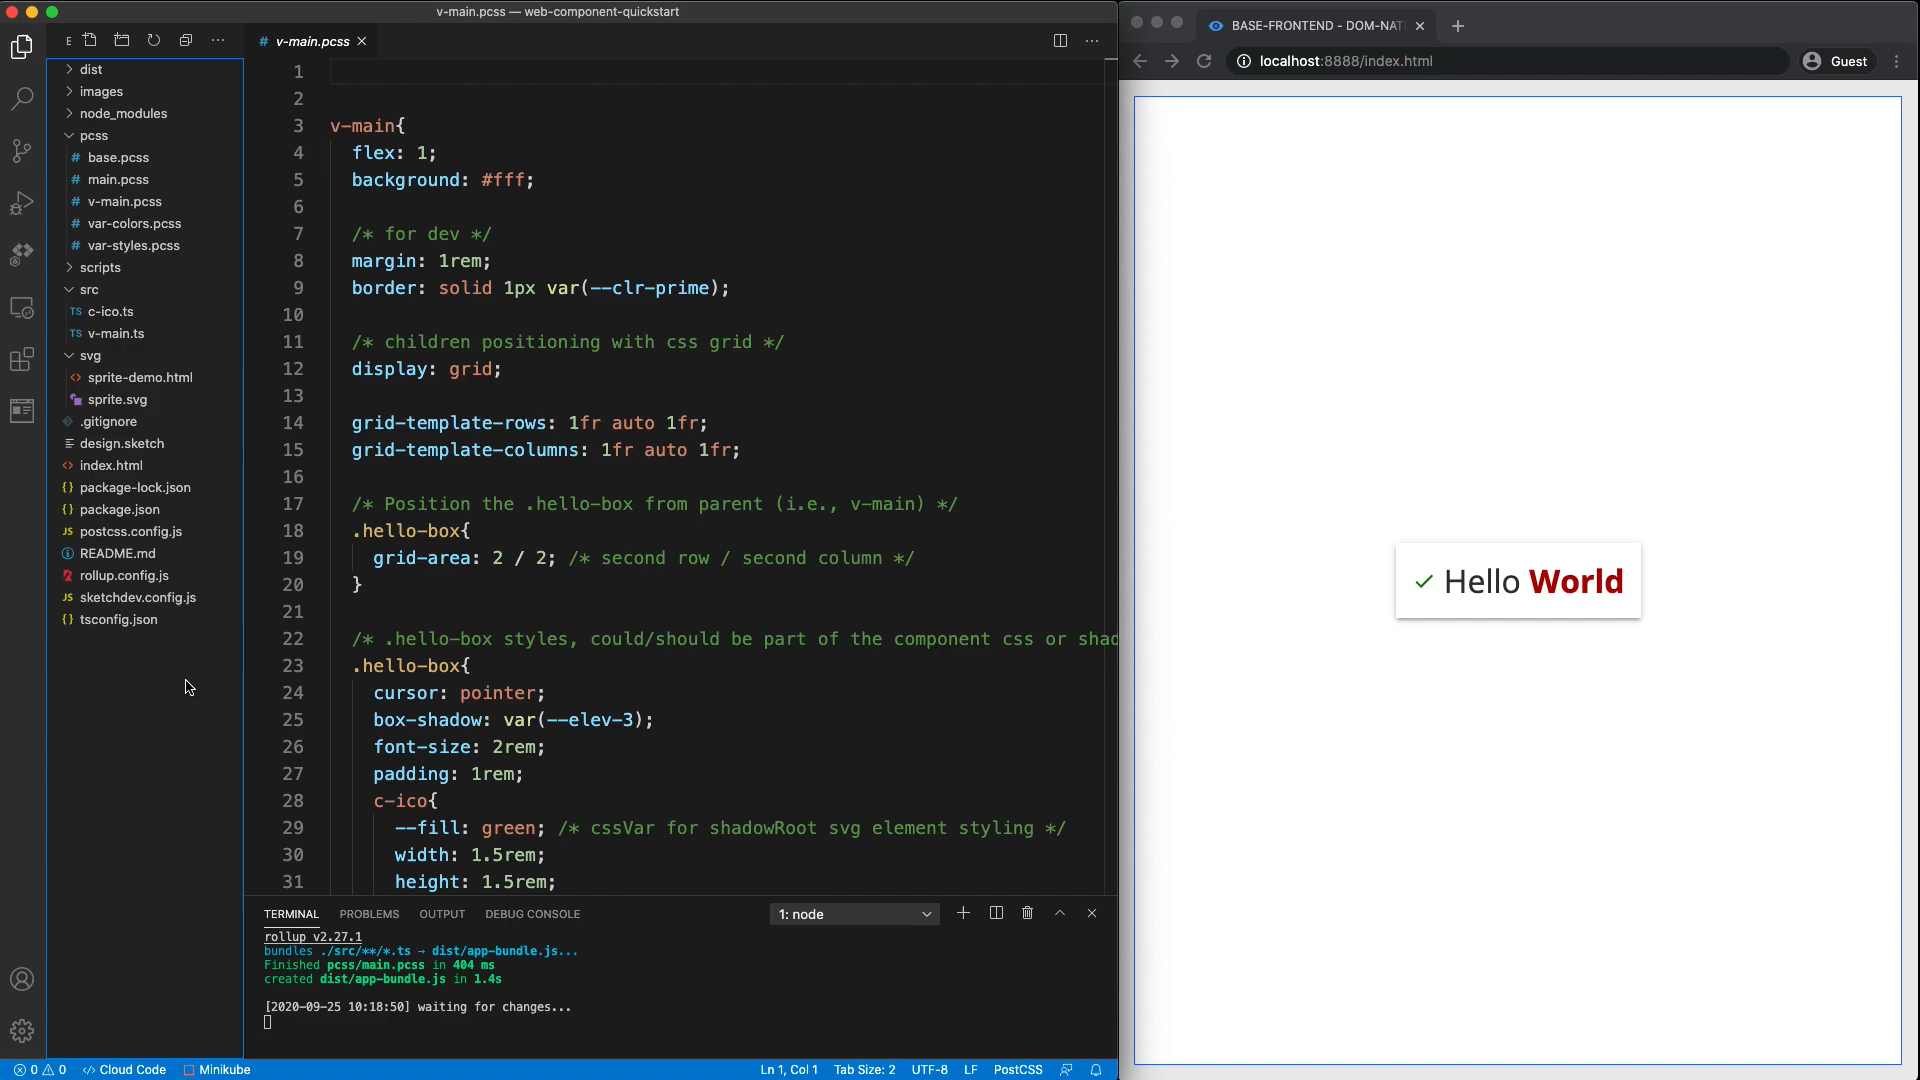 v-main.pcss — web-component-quickstart
E
# v-main.pcss
dist
images
node_modules
pcss
# base.pcss
# main.pcss
# v-main.pcss
# var-colors.pcss
# var-styles.pcss
scripts
src
TS c-ico.ts
TS v-main.ts
svg
<> sprite-demo.html
sprite.svg
.gitignore
design.sketch
<> index.html
{} package-lock.json
{} package.json
JS postcss.config.js
README.md
rollup.config.js
JS sketchdev.config.js
{} tsconfig.json
1
2
3 v-main{
4 flex: 1;
5 background: #fff;
6
7 /* for dev */
8 margin: 1rem;
9 border: solid 1px var(--clr-prime);
10
11 /* children positioning with css grid */
12 display: grid;
13
14 grid-template-rows: 1fr auto 1fr;
15 grid-template-columns: 1fr auto 1fr;
16
17 /* Position the .hello-box from parent (i.e., v-main) */
18 .hello-box{
19 grid-area: 2 / 2; /* second row / second column */
20 }
21
22 /* .hello-box styles, could/should be part of the component css or shad
23 .hello-box{
24 cursor: pointer;
25 box-shadow: var(--elev-3);
26 font-size: 2rem;
27 padding: 1rem;
28 c-ico{
29 --fill: green; /* cssVar for shadowRoot svg element styling */
30 width: 1.5rem;
31 height: 1.5rem;
TERMINAL PROBLEMS OUTPUT DEBUG CONSOLE 1: node
rollup v2.27.1
bundles ./src/**/*.ts → dist/app-bundle.js...
Finished pcss/main.pcss in 404 ms
created dist/app-bundle.js in 1.4s
[2020-09-25 10:18:50] waiting for changes...
0 0 Cloud Code Minikube Ln 1, Col 1 Tab Size: 2 UTF-8 LF PostCSS
BASE-FRONTEND - DOM-NAT
localhost:8888/index.html Guest
Hello World